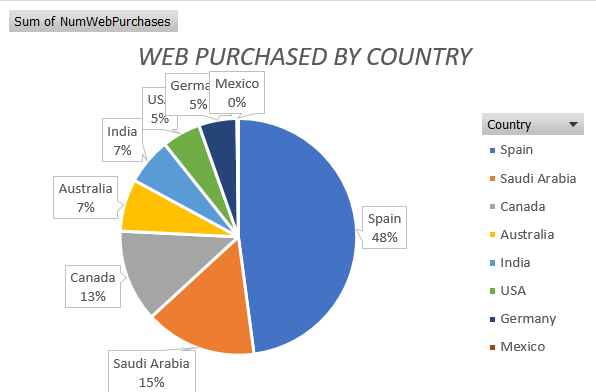 Sum of NumWebPurchases
WEB PURCHASED BY COUNTRY
Mexico
0%
Germa
5%
US
5%
India
7%
Australia
7%
Canada
13%
Saudi Arabia
15%
Spain
48%
Country
Spain
Saudi Arabia
Canada
Australia
India
USA
Germany
Mexico